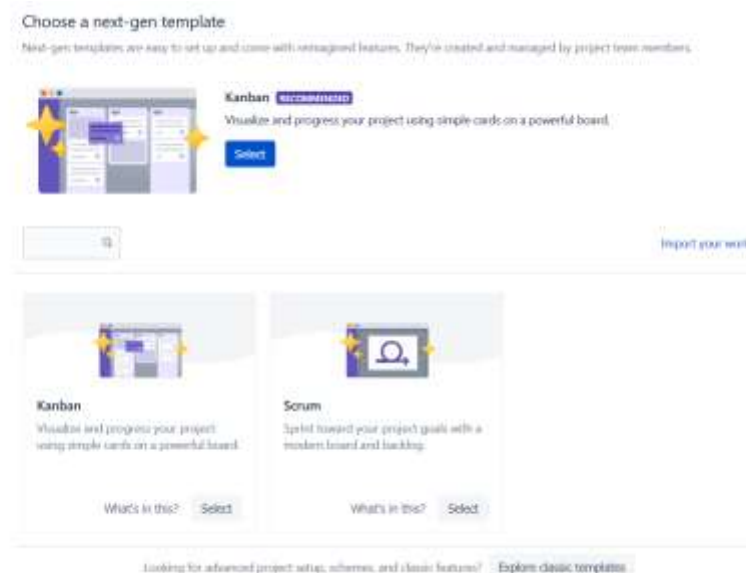 Choose a next-gen template
Next-gen templates are easy to set up and come with reimagined features. They're created and managed by project team members.
Kanban RECOMMENDED
Visualize and progress your project using simple cards on a powerful board.
Select
Import your work
Kanban
Visualize and progress your project
using simple cards on a powerful board.
What's in this? Select
Scrum
Sprint toward your project goals with a
modern board and backlog.
What's in this? Select
Looking for advanced project setup, schemes, and classic features? Explore classic templates